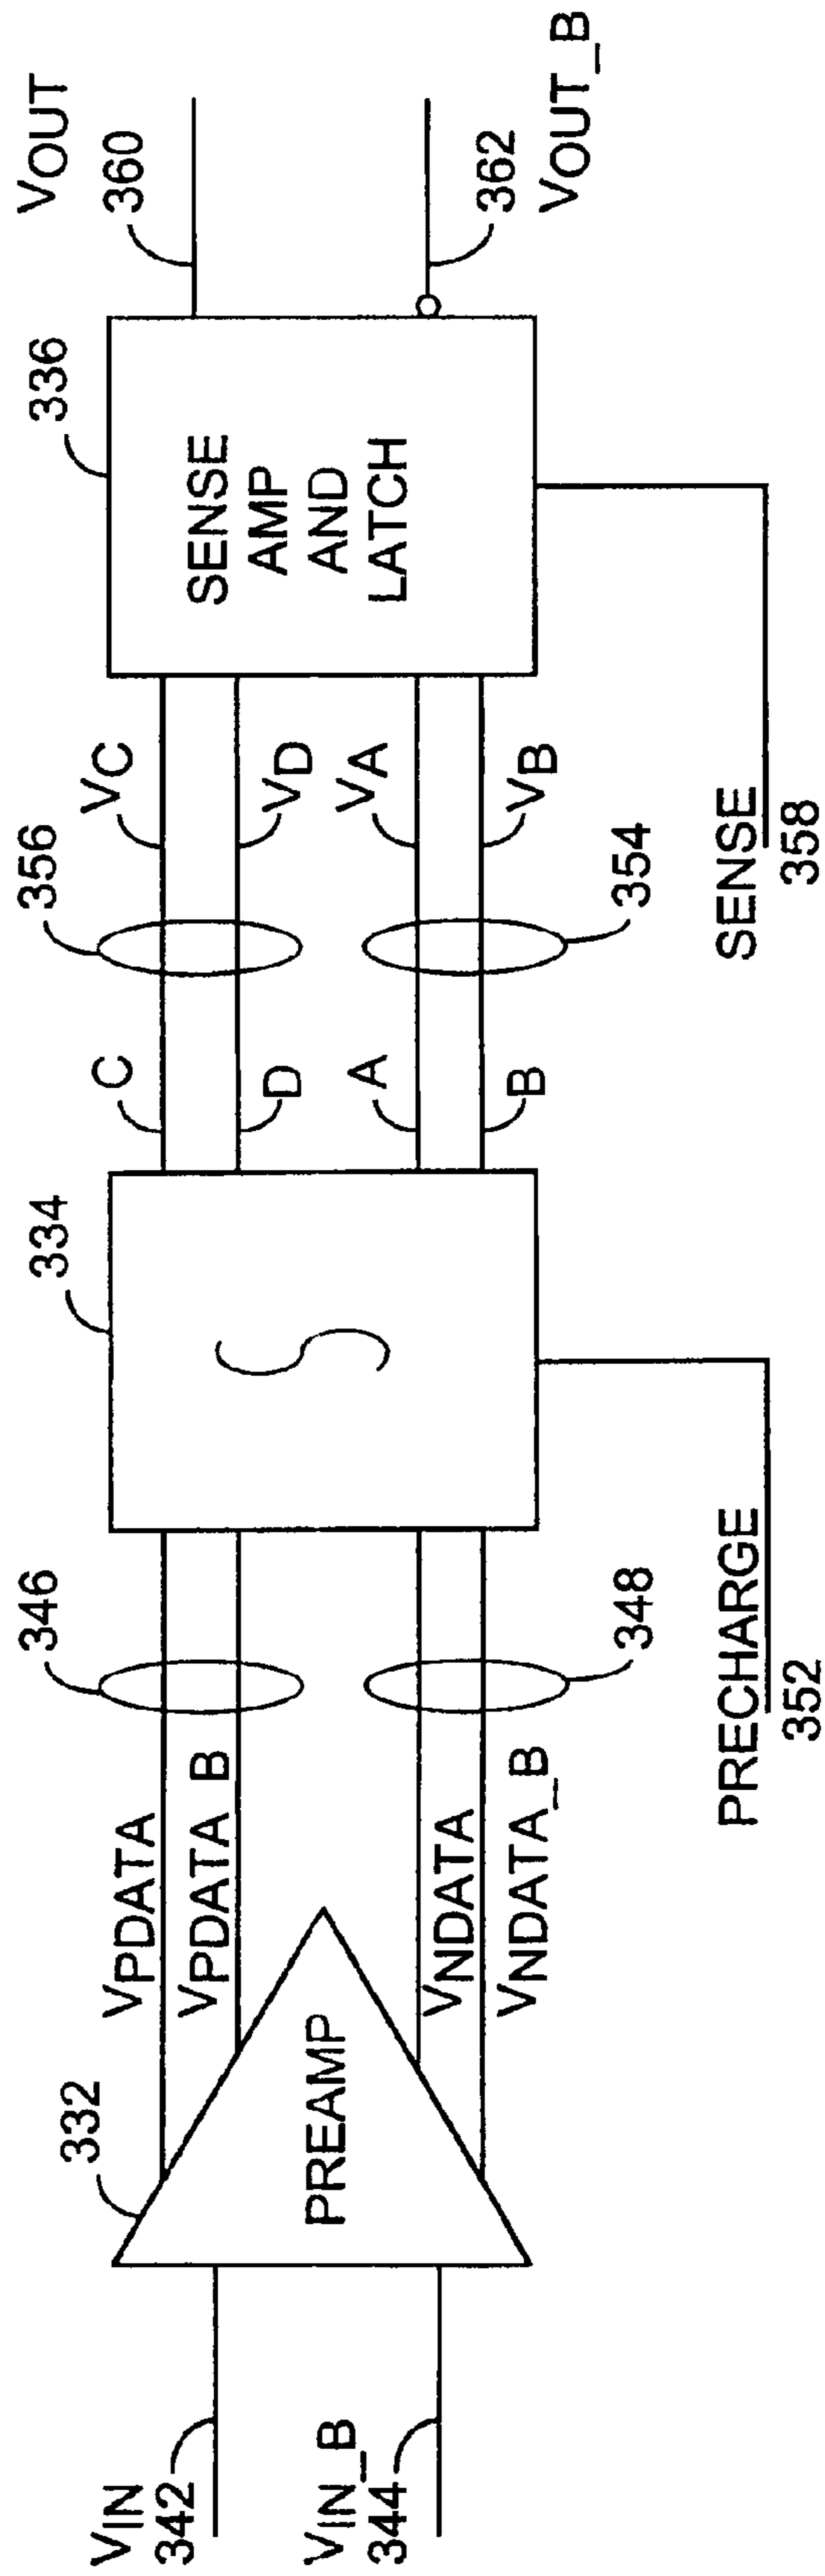 VIN
342
VIN_B
344
332
PREAMP
VPDATA
VPDATA_B
VNDATA
VNDATA_B
346
348
334
∫
PRECHARGE
352
C
D
A
B
356
354
VC
VD
VA
VB
336
SENSE
AMP
AND
LATCH
SENSE
358
VOUT
360
362
VOUT_B